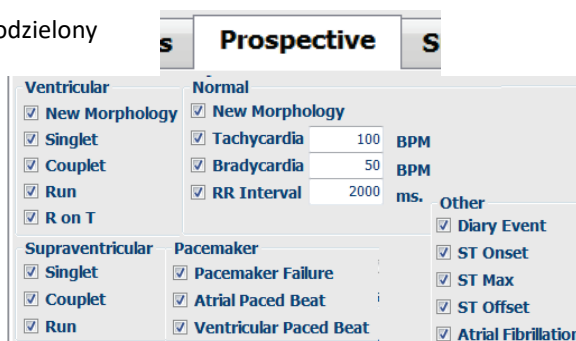 odzielony
s Prospective S
Ventricular
New Morphology
Singlet
Couplet
Run
R on T
Normal
New Morphology
Tachycardia 100 BPM
Bradycardia 50 BPM
RR Interval 2000 ms.
Supraventricular
Singlet
Couplet
Run
Pacemaker
Pacemaker Failure
Atrial Paced Beat
Ventricular Paced Beat
Other
Diary Event
ST Onset
ST Max
ST Offset
Atrial Fibrillation